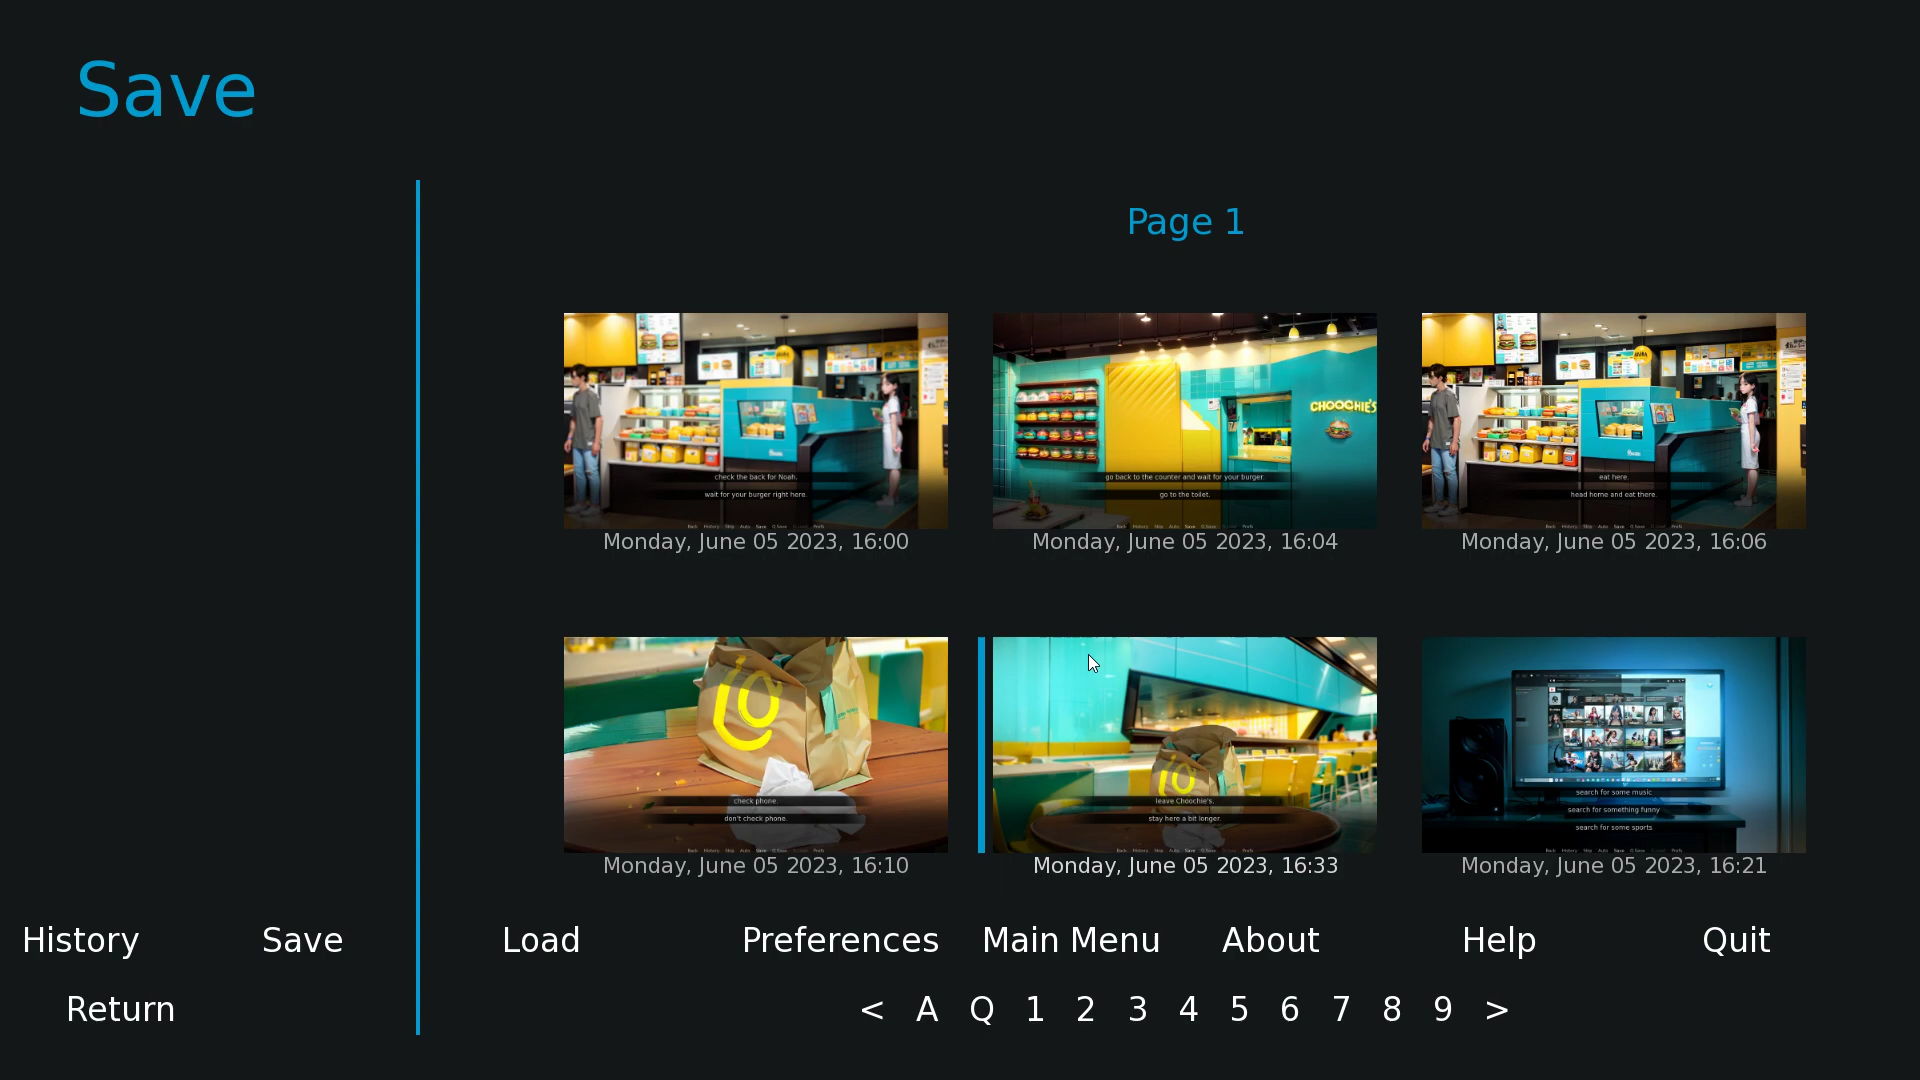 Save
Page 1
CHOOCHIE'S
check the back for Noah.
wait for your burger right here.
go back to the counter and wait for your burger.
go to the toilet.
eat here.
head home and eat there.
Monday, June 05 2023, 16:00
Monday, June 05 2023, 16:04
Monday, June 05 2023, 16:06
check phone.
don't check phone.
leave Choochie's.
stay here a bit longer.
search for some music
search for something funny
search for some sports
Monday, June 05 2023, 16:10
Monday, June 05 2023, 16:33
Monday, June 05 2023, 16:21
History Save Load Preferences Main Menu About Help Quit
Return < A Q 1 2 3 4 5 6 7 8 9 >